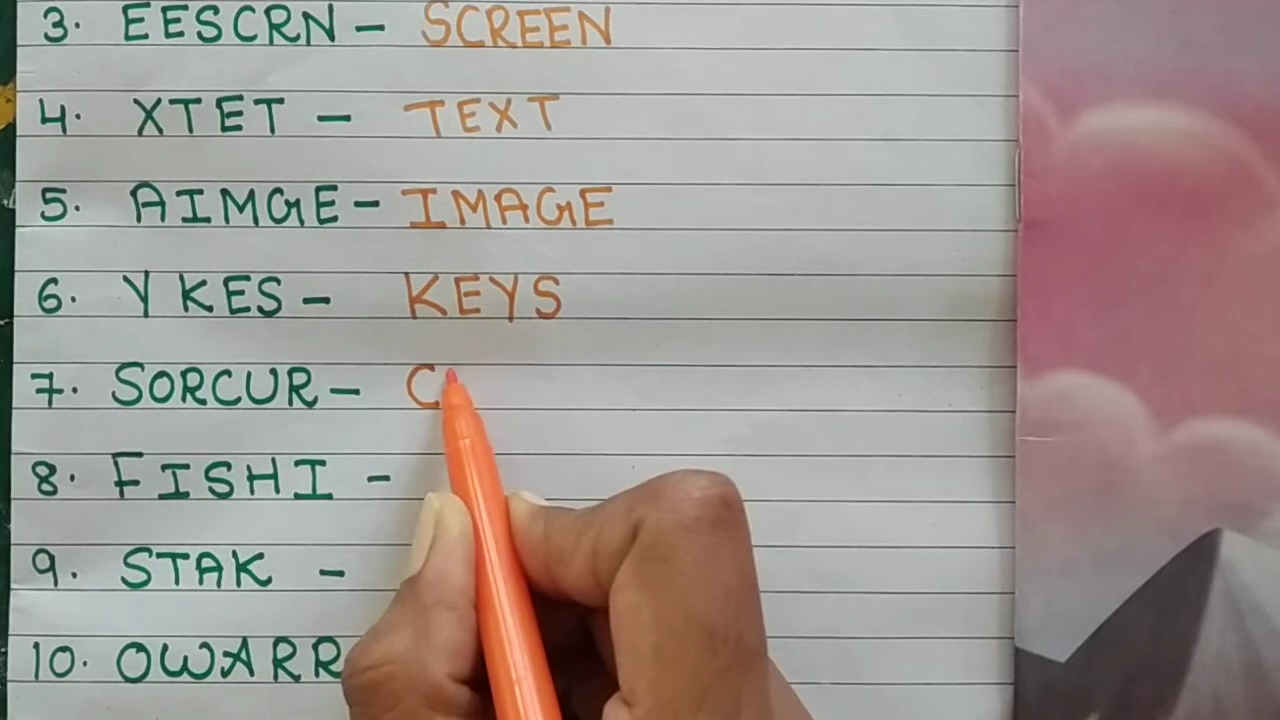 3. EESCRN - SCREEN
4. XTET - TEXT
5. AIMGE - IMAGE
6. YKES - KEYS
7. SORCUR - C
8. FISHI -
9. STAK -
10. OWARR